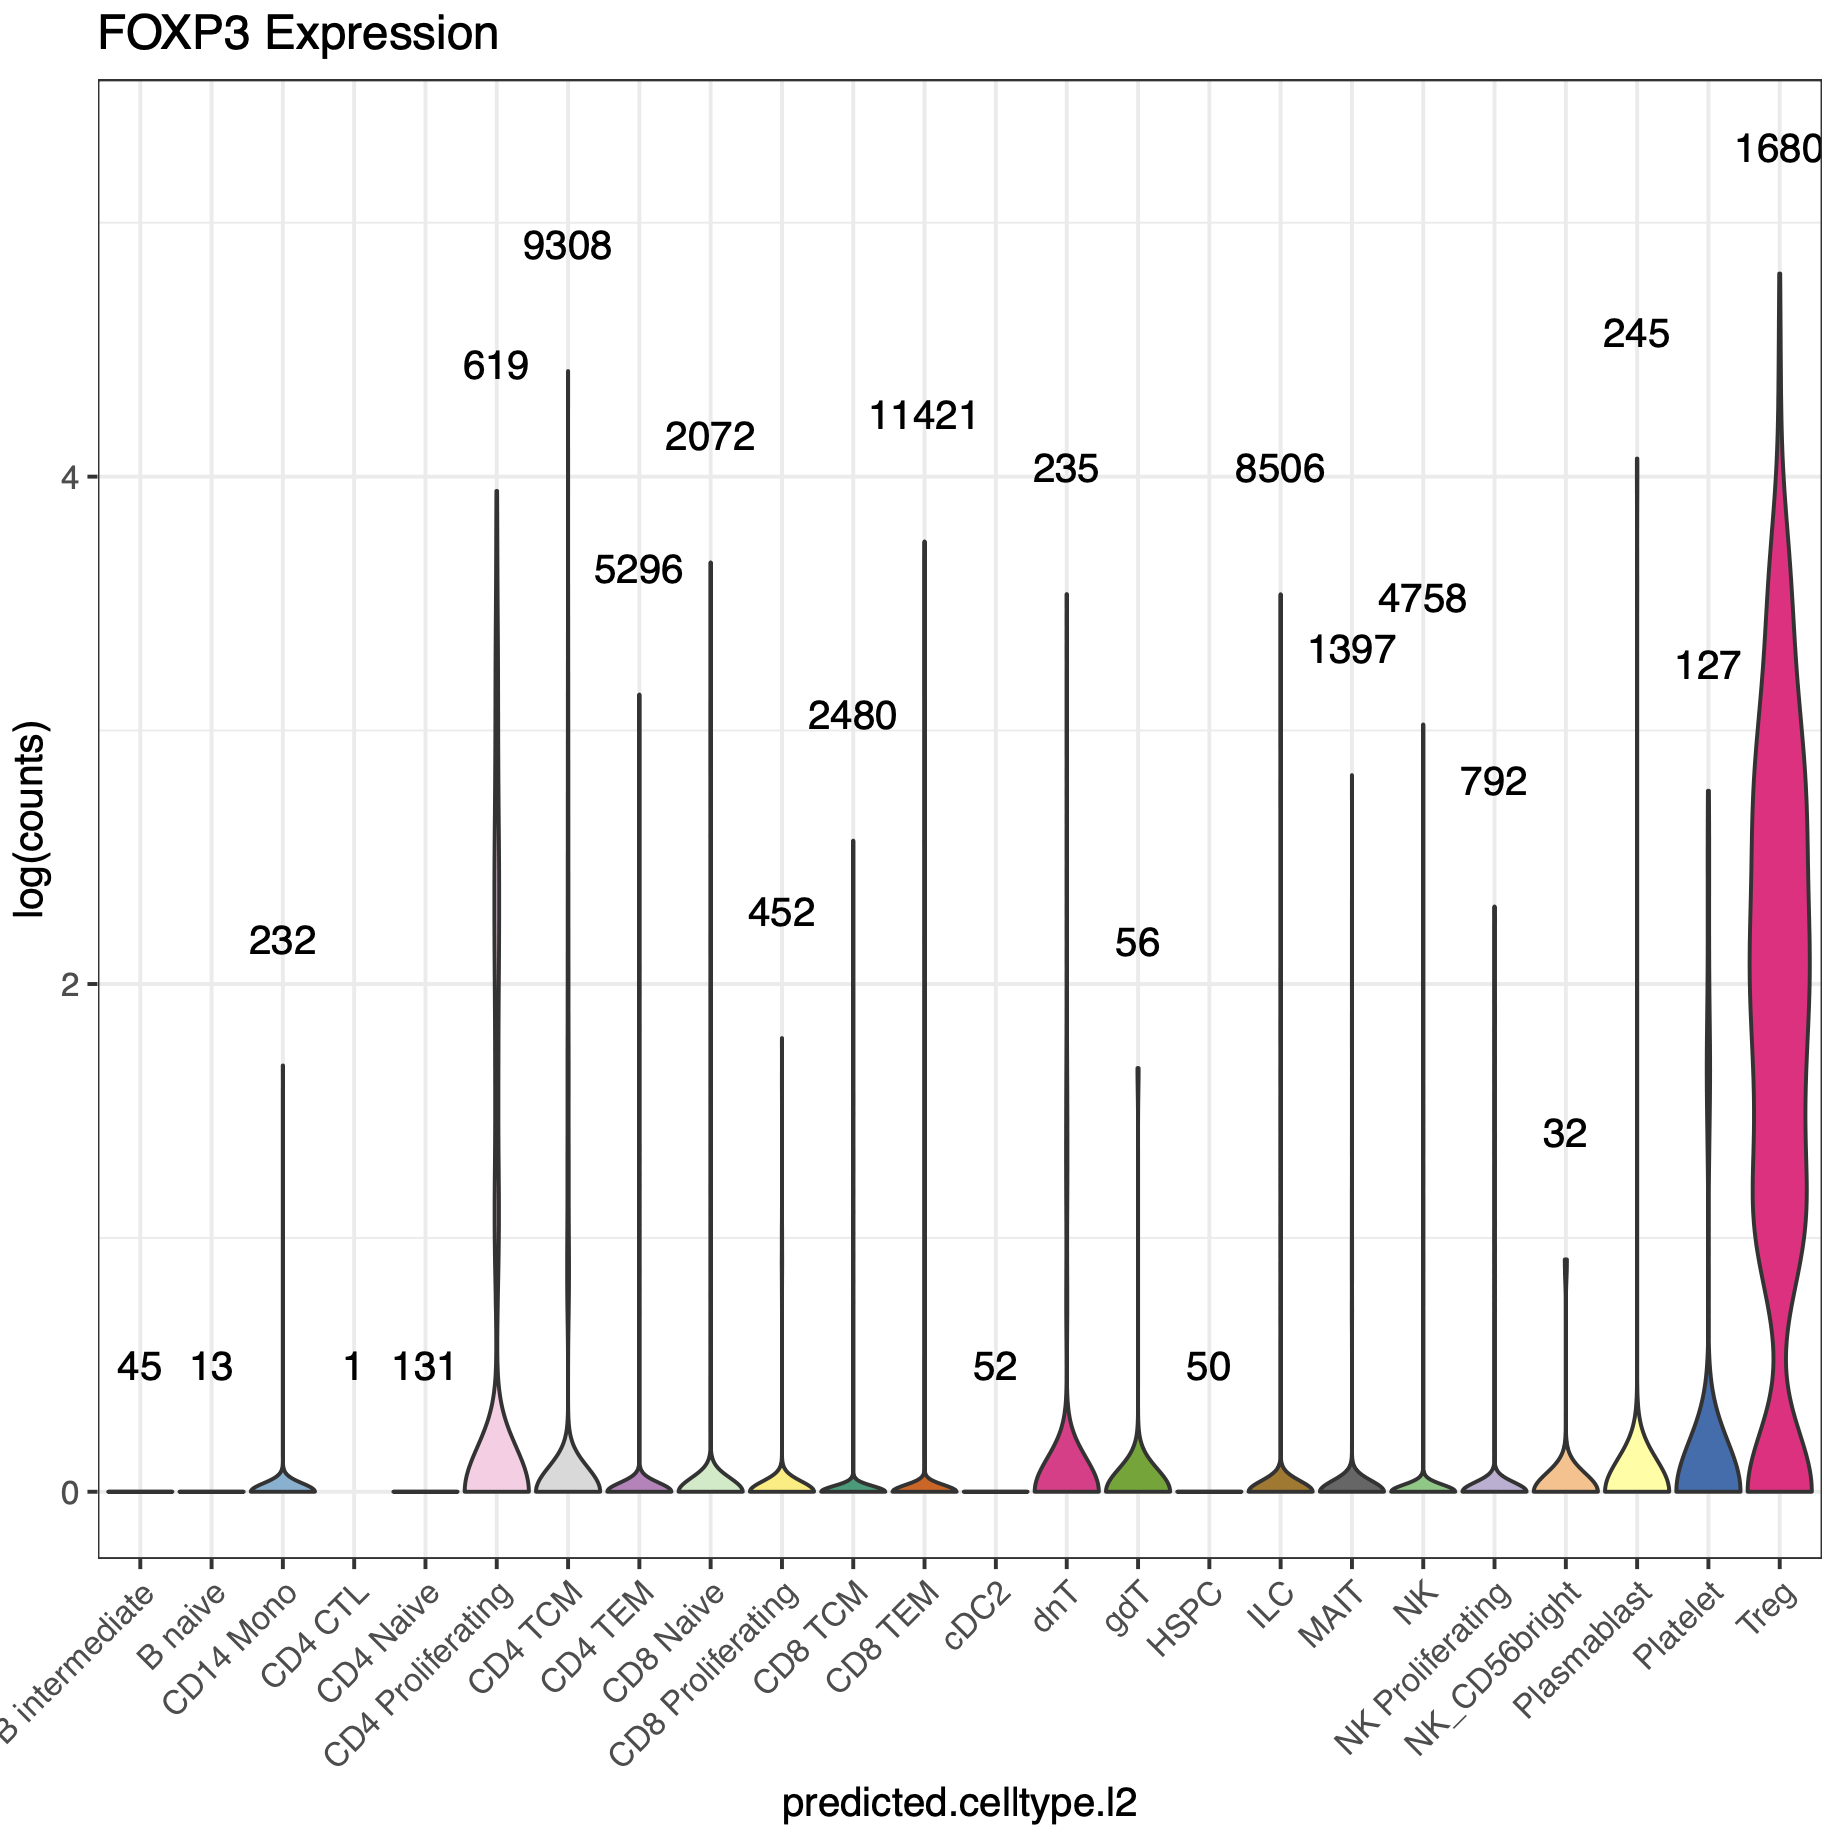 FOXP3 Expression
1680
9308
245
619
11421
2072
235
8506
5296
4758
1397
127
2480
792
452
232
56
32
45
13
1
131
52
50
4
2
0
log(counts)
B intermediate
B naive
CD14 Mono
CD4 CTL
CD4 Naive
CD4 Proliferating
CD4 TCM
CD4 TEM
CD8 Naive
CD8 Proliferating
CD8 TCM
CD8 TEM
cDC2
dnT
gdT
HSPC
ILC
MAIT
NK
NK Proliferating
NK_CD56bright
Plasmablast
Platelet
Treg
predicted.celltype.l2